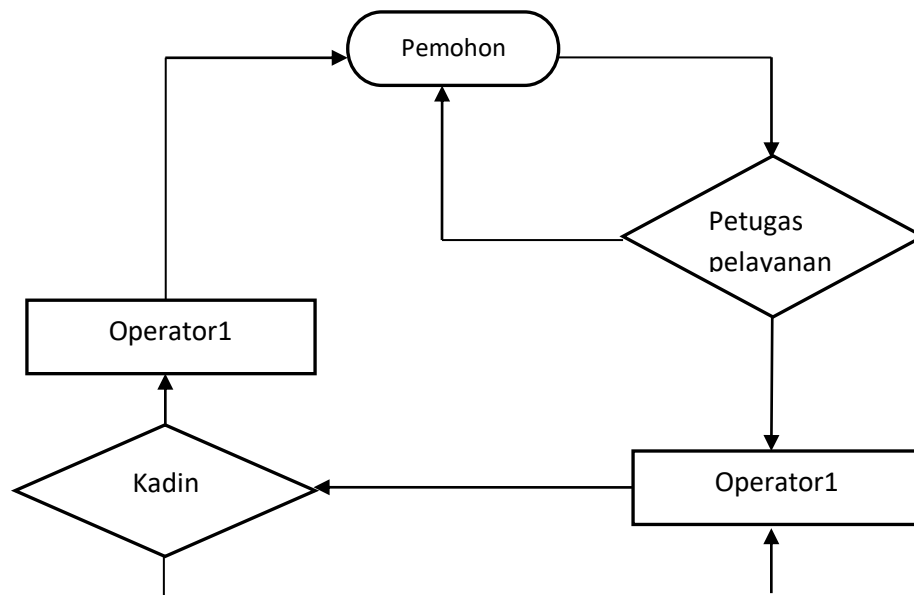 Pemohon
Petugas
pelayanan
Operator1
Kadin
Operator1